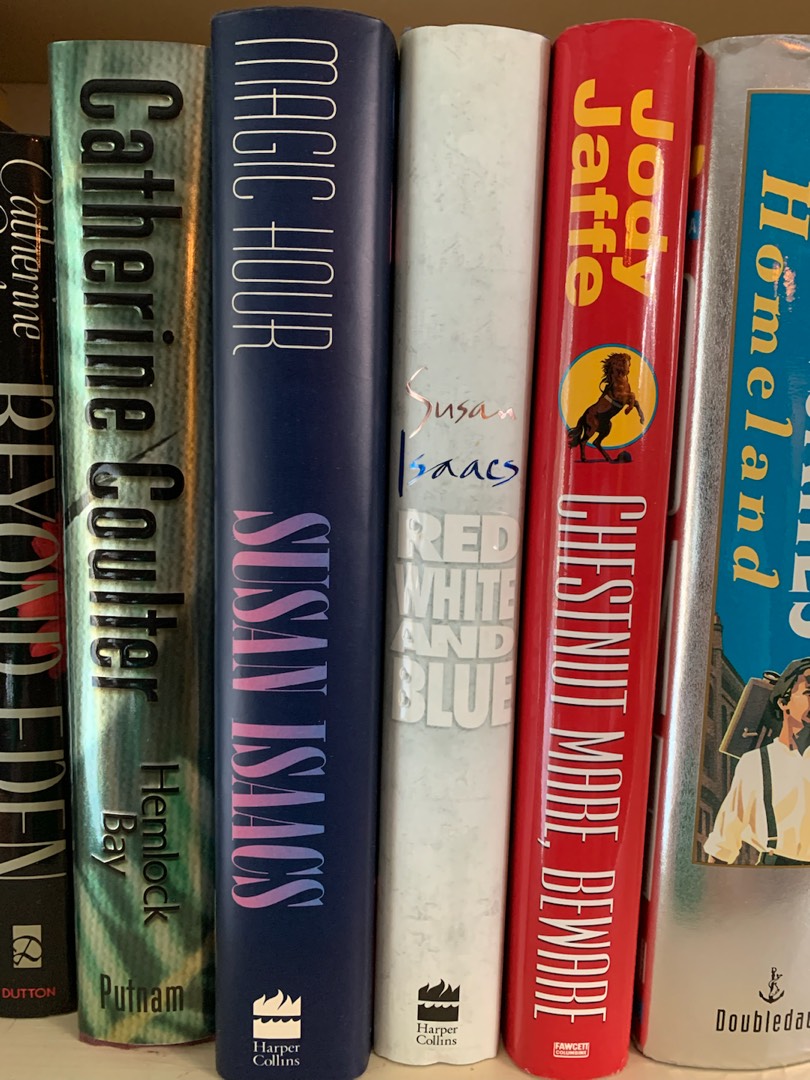 Catherine
BEYOND EDEN
DUTTON
Catherine Coulter
Hemlock
Bay
Putnam
MAGIC HOUR
SUSAN ISAACS
Harper
Collins
Susan
Isaacs
RED
WHITE
AND
BLUE
Harper
Collins
Jody
Jaffe
CHESTNUT MARE, BEWARE
FAWCETT
COLUMBINE
Homeland